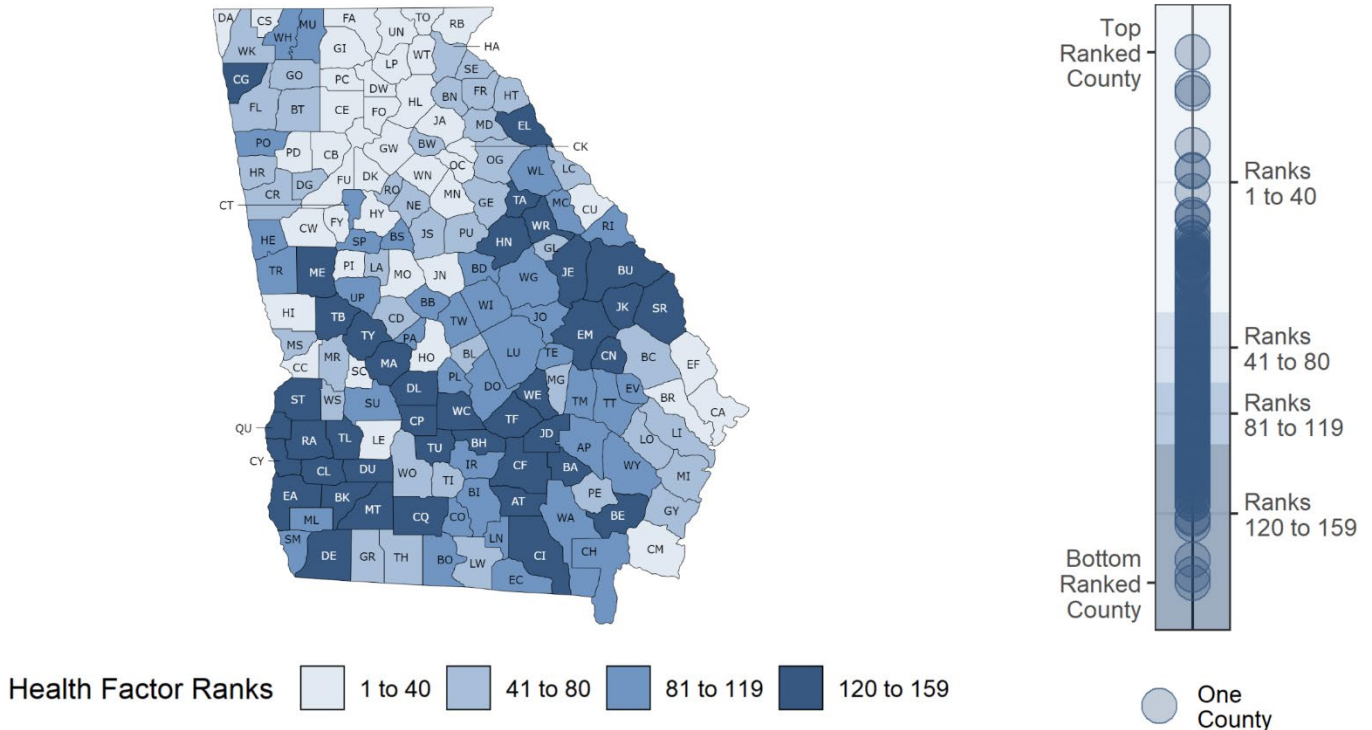 DA CS FA TO RB
WH MU UN
WK GI WT HA
CG GO LP SE
PC DW BN FR HT
FL BT CE FO HL
JA MD EL
PO GW BW CK
PD CB OC OG
HR DG FU DK WN WL LC
CR RO MN TA
CT HY NE GE MC CU
CW FY WR RI
HE SP BS JS PU HN GL
TR ME PI LA MO JN BD WG JE BU
UP
HI TB CD BB WI JO JK SR
TY PA TW EM
MS MR HO BL LU TE CN BC EF
CC SC MA
DL PL DO MG EV BR
ST WS SU WE TM TT CA
CP WC TF
QU RA TL LE TU BH JD LO LI
CY CL DU WO IR AP WY
TI CF BA MI
EA BK MT BI PE
ML CQ CO AT WA BE GY
SM DE GR TH BO LW LN CI CH CM
EC
Top
Ranked
County
Ranks
1 to 40
Ranks
41 to 80
Ranks
81 to 119
Ranks
120 to 159
Bottom
Ranked
County
Health Factor Ranks 1 to 40 41 to 80 81 to 119 120 to 159
One
County